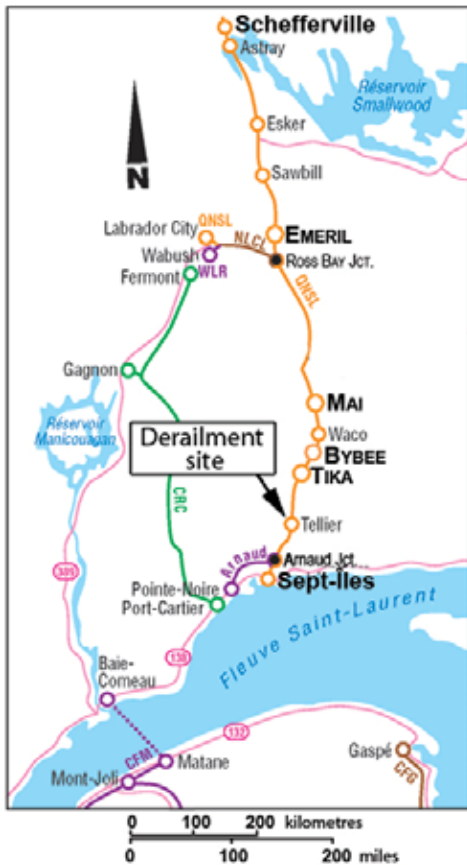 Schefferville
Astray
Réservoir
Smallwood
Esker
Sawbill
N
Labrador City
QNSL
EMERIL
NLCL
Wabush
WLR
ROSS BAY JCT.
Fermont
QNSL
Gagnon
MAI
Réservoir
Manicouagan
Derailment
site
Waco
BYBEE
TIKA
CRC
Tellier
Arnaud
Arnaud Jct.
Pointe-Noire
Sept-Îles
Port-Cartier
389
138
Fleuve Saint-Laurent
Baie-
Comeau
132
CFM
Matane
Gaspé
CFG
Mont-Joli
0 100 200 kilometres
0 100 200 miles